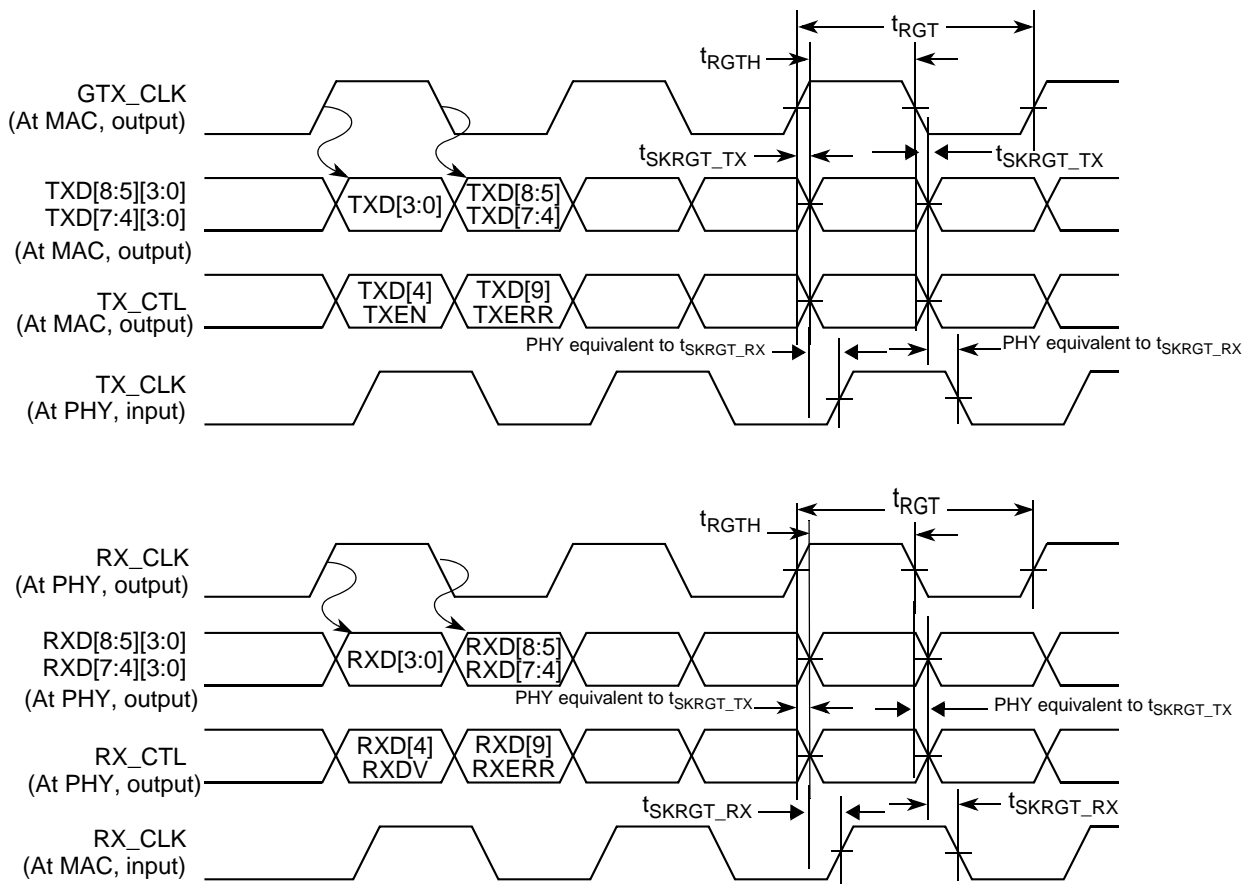 tRGT
tRGTH
GTX_CLK
(At MAC, output)
tSKRGT_TX
tSKRGT_TX
TXD[8:5][3:0]
TXD[7:4][3:0]
(At MAC, output)
TXD[3:0]
TXD[8:5]
TXD[7:4]
TX_CTL
(At MAC, output)
TXD[4]
TXEN
TXD[9]
TXERR
PHY equivalent to tSKRGT_RX
PHY equivalent to tSKRGT_RX
TX_CLK
(At PHY, input)
tRGT
tRGTH
RX_CLK
(At PHY, output)
RXD[8:5][3:0]
RXD[7:4][3:0]
(At PHY, output)
RXD[3:0]
RXD[8:5]
RXD[7:4]
PHY equivalent to tSKRGT_TX
PHY equivalent to tSKRGT_TX
RX_CTL
(At PHY, output)
RXD[4]
RXDV
RXD[9]
RXERR
tSKRGT_RX
tSKRGT_RX
RX_CLK
(At MAC, input)